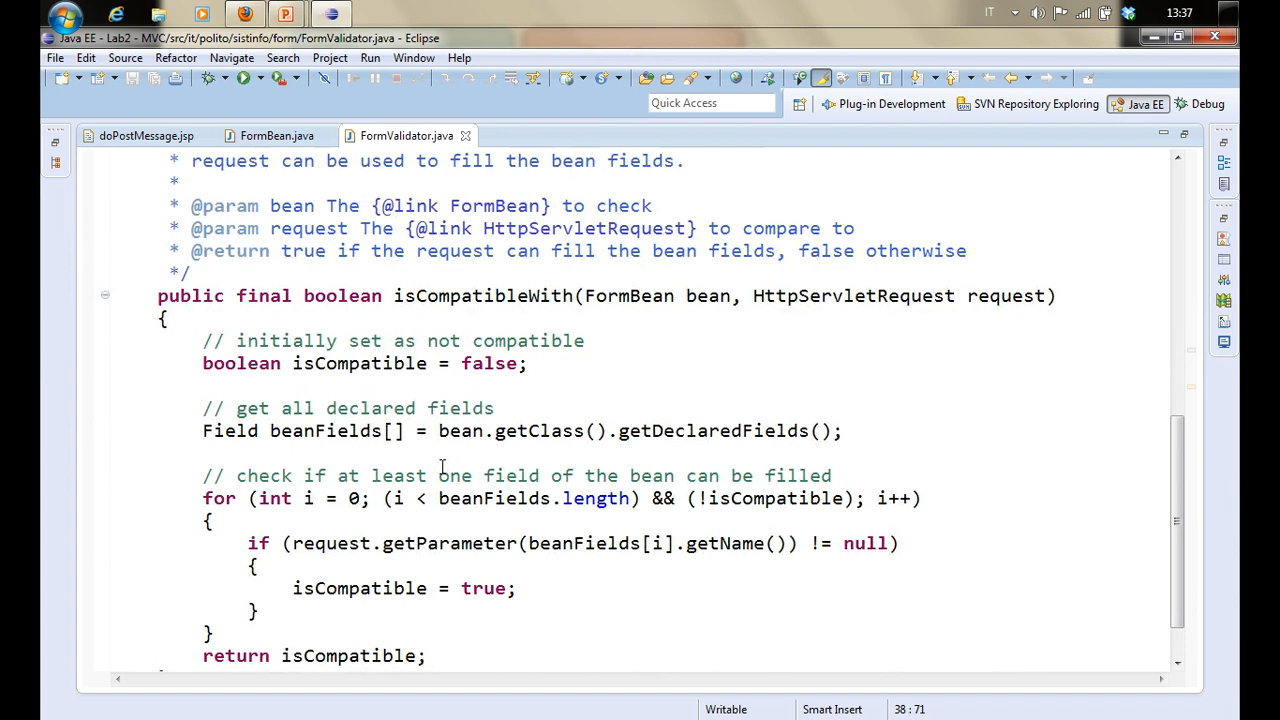 IT
13:37
Java EE - Lab2 - MVC/src/it/polito/sistinfo/form/FormValidator.java - Eclipse
File Edit Source Refactor Navigate Search Project Run Window Help
Quick Access
Plug-in Development
SVN Repository Exploring
Java EE
Debug
doPostMessage.jsp
FormBean.java
FormValidator.java
* request can be used to fill the bean fields.
*
* @param bean The {@link FormBean} to check
* @param request The {@link HttpServletRequest} to compare to
* @return true if the request can fill the bean fields, false otherwise
*/
public final boolean isCompatibleWith(FormBean bean, HttpServletRequest request)
{
// initially set as not compatible
boolean isCompatible = false;
// get all declared fields
Field beanFields[] = bean.getClass().getDeclaredFields();
// check if at least one field of the bean can be filled
for (int i = 0; (i < beanFields.length) && (!isCompatible); i++)
{
if (request.getParameter(beanFields[i].getName()) != null)
{
isCompatible = true;
}
}
return isCompatible;
Writable
Smart Insert
38 : 71